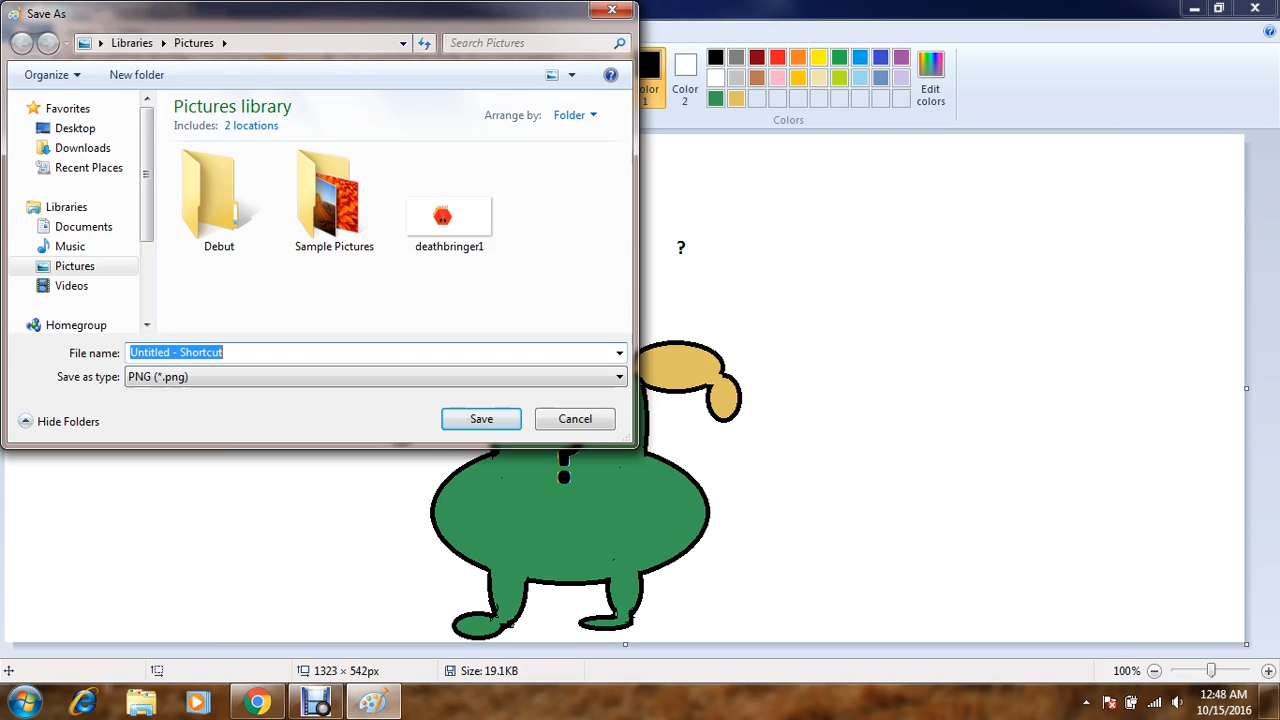 Save As
Libraries
Pictures
Search Pictures
Organize
New folder
Color
1
Color
2
Edit
colors
Colors
Favorites
Desktop
Downloads
Recent Places
Libraries
Documents
Music
Pictures
Videos
Homegroup
Pictures library
Includes: 2 locations
Arrange by: Folder
Debut
Sample Pictures
deathbringer1
?
File name: Untitled - Shortcut
Save as type: PNG (*.png)
Hide Folders
Save
Cancel
?
1323 × 542px
Size: 19.1KB
100%
12:48 AM
10/15/2016